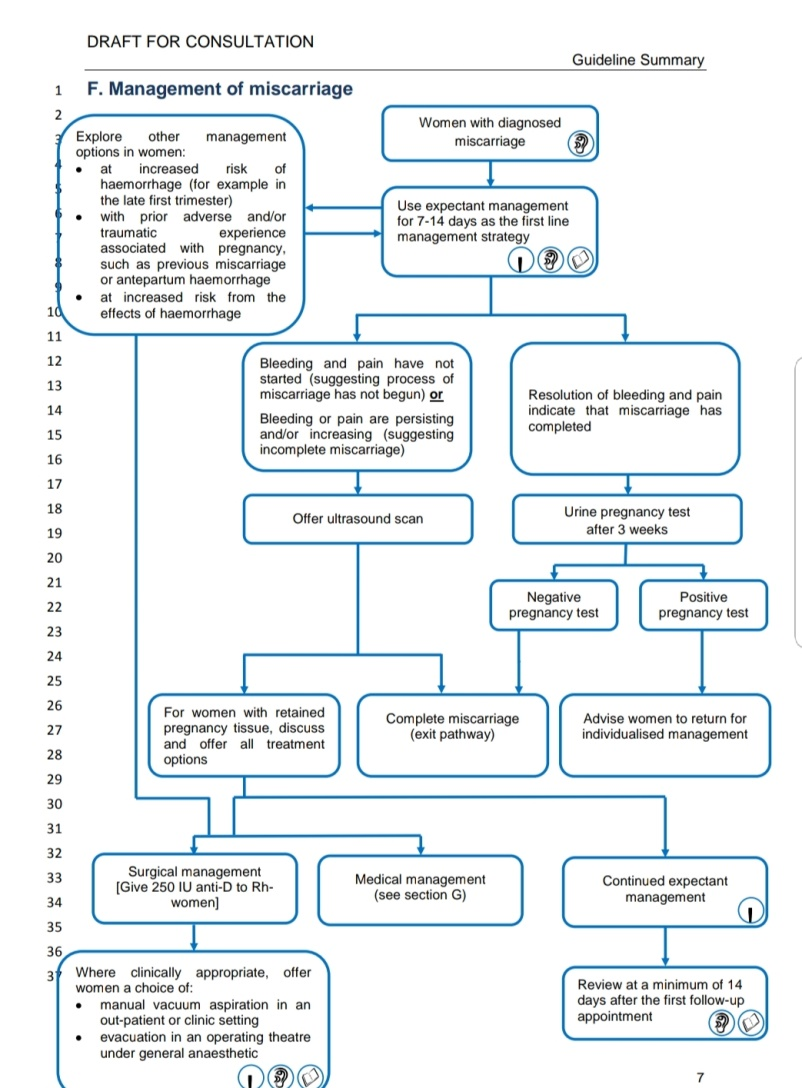 DRAFT FOR CONSULTATION
Guideline Summary
1 F. Management of miscarriage
2
3
4
5
6
7
8
9
10
11
12
13
14
15
16
17
18
19
20
21
22
23
24
25
26
27
28
29
30
31
32
33
34
35
36
37
Women with diagnosed
miscarriage
Explore other management
options in women:
• at increased risk of
haemorrhage (for example in
the late first trimester)
• with prior adverse and/or
traumatic experience
associated with pregnancy,
such as previous miscarriage
or antepartum haemorrhage
• at increased risk from the
effects of haemorrhage
Use expectant management
for 7-14 days as the first line
management strategy
Bleeding and pain have not
started (suggesting process of
miscarriage has not begun) or
Bleeding or pain are persisting
and/or increasing (suggesting
incomplete miscarriage)
Resolution of bleeding and pain
indicate that miscarriage has
completed
Offer ultrasound scan
Urine pregnancy test
after 3 weeks
Negative
pregnancy test
Positive
pregnancy test
For women with retained
pregnancy tissue, discuss
and offer all treatment
options
Complete miscarriage
(exit pathway)
Advise women to return for
individualised management
Surgical management
[Give 250 IU anti-D to Rh-
women]
Medical management
(see section G)
Continued expectant
management
Where clinically appropriate, offer
women a choice of:
• manual vacuum aspiration in an
out-patient or clinic setting
• evacuation in an operating theatre
under general anaesthetic
Review at a minimum of 14
days after the first follow-up
appointment
7